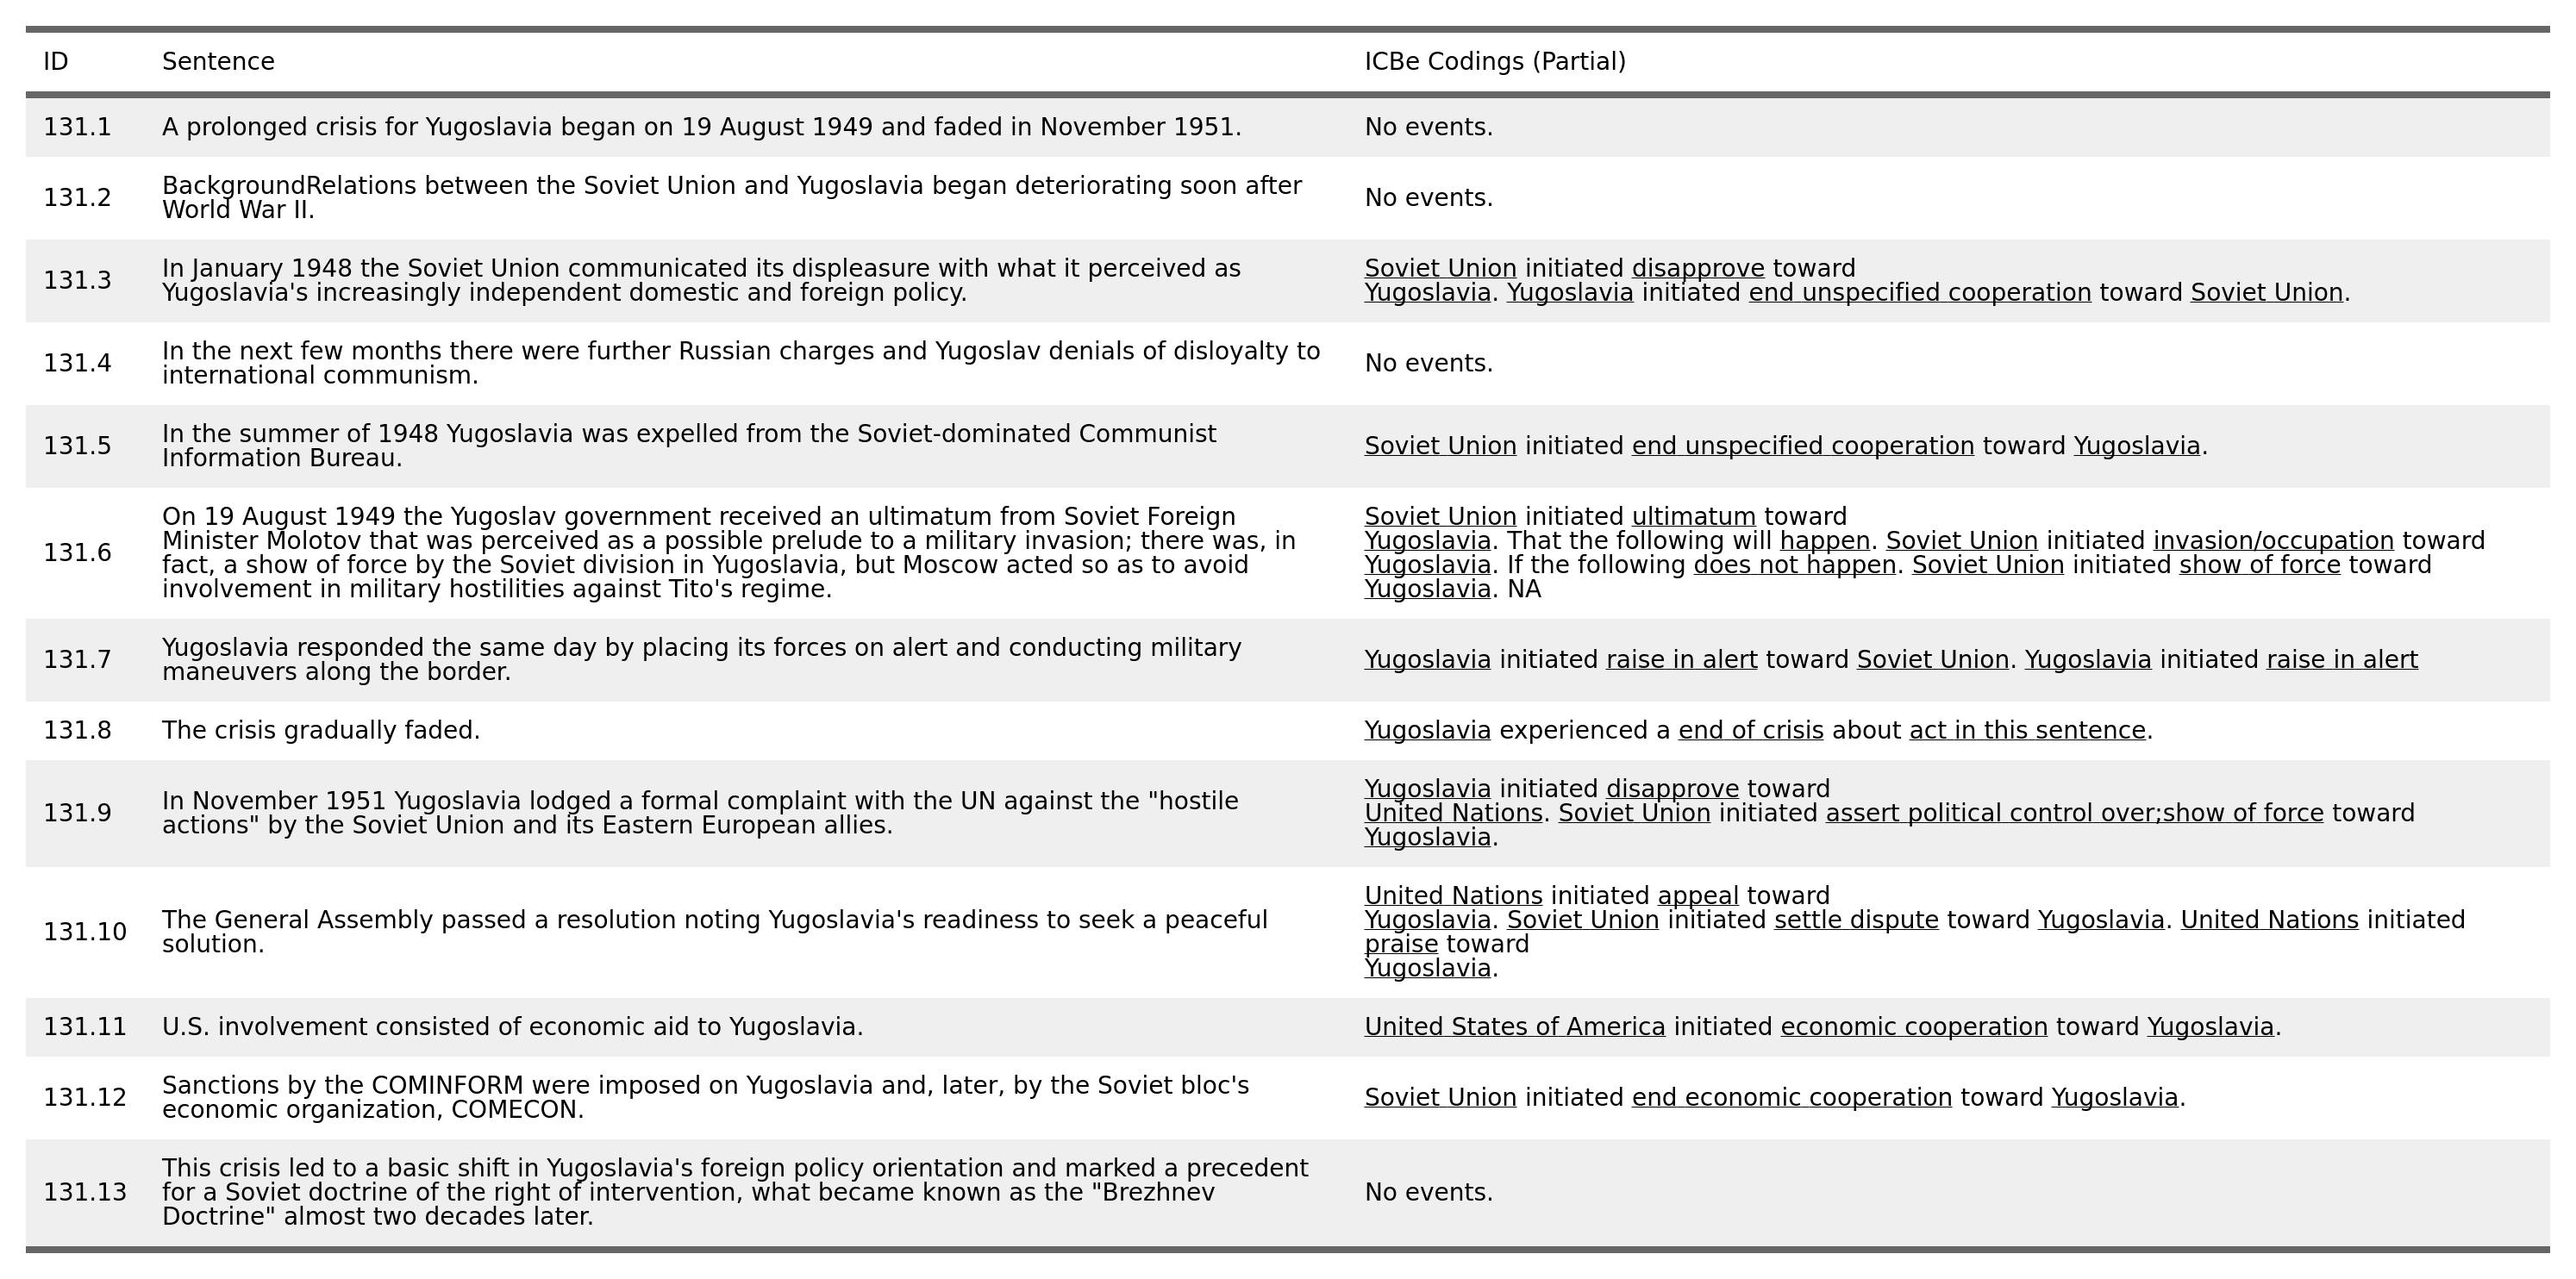 ID Sentence ICBe Codings (Partial)
131.1 A prolonged crisis for Yugoslavia began on 19 August 1949 and faded in November 1951. No events.
131.2 BackgroundRelations between the Soviet Union and Yugoslavia began deteriorating soon after
World War II. No events.
131.3 In January 1948 the Soviet Union communicated its displeasure with what it perceived as
Yugoslavia's increasingly independent domestic and foreign policy.
Soviet Union initiated disapprove toward
Yugoslavia. Yugoslavia initiated end unspecified cooperation toward Soviet Union.
131.4 In the next few months there were further Russian charges and Yugoslav denials of disloyalty to
international communism. No events.
131.5 In the summer of 1948 Yugoslavia was expelled from the Soviet-dominated Communist
Information Bureau.
Soviet Union initiated end unspecified cooperation toward Yugoslavia.
131.6 On 19 August 1949 the Yugoslav government received an ultimatum from Soviet Foreign
Minister Molotov that was perceived as a possible prelude to a military invasion; there was, in
fact, a show of force by the Soviet division in Yugoslavia, but Moscow acted so as to avoid
involvement in military hostilities against Tito's regime.
Soviet Union initiated ultimatum toward
Yugoslavia. That the following will happen. Soviet Union initiated invasion/occupation toward
Yugoslavia. If the following does not happen. Soviet Union initiated show of force toward
Yugoslavia. NA
131.7 Yugoslavia responded the same day by placing its forces on alert and conducting military
maneuvers along the border.
Yugoslavia initiated raise in alert toward Soviet Union. Yugoslavia initiated raise in alert
131.8 The crisis gradually faded. Yugoslavia experienced a end of crisis about act in this sentence.
131.9 In November 1951 Yugoslavia lodged a formal complaint with the UN against the "hostile
actions" by the Soviet Union and its Eastern European allies.
Yugoslavia initiated disapprove toward
United Nations. Soviet Union initiated assert political control over;show of force toward
Yugoslavia.
131.10 The General Assembly passed a resolution noting Yugoslavia's readiness to seek a peaceful
solution.
United Nations initiated appeal toward
Yugoslavia. Soviet Union initiated settle dispute toward Yugoslavia. United Nations initiated
praise toward
Yugoslavia.
131.11 U.S. involvement consisted of economic aid to Yugoslavia. United States of America initiated economic cooperation toward Yugoslavia.
131.12 Sanctions by the COMINFORM were imposed on Yugoslavia and, later, by the Soviet bloc's
economic organization, COMECON.
Soviet Union initiated end economic cooperation toward Yugoslavia.
131.13 This crisis led to a basic shift in Yugoslavia's foreign policy orientation and marked a precedent
for a Soviet doctrine of the right of intervention, what became known as the "Brezhnev
Doctrine" almost two decades later.
No events.